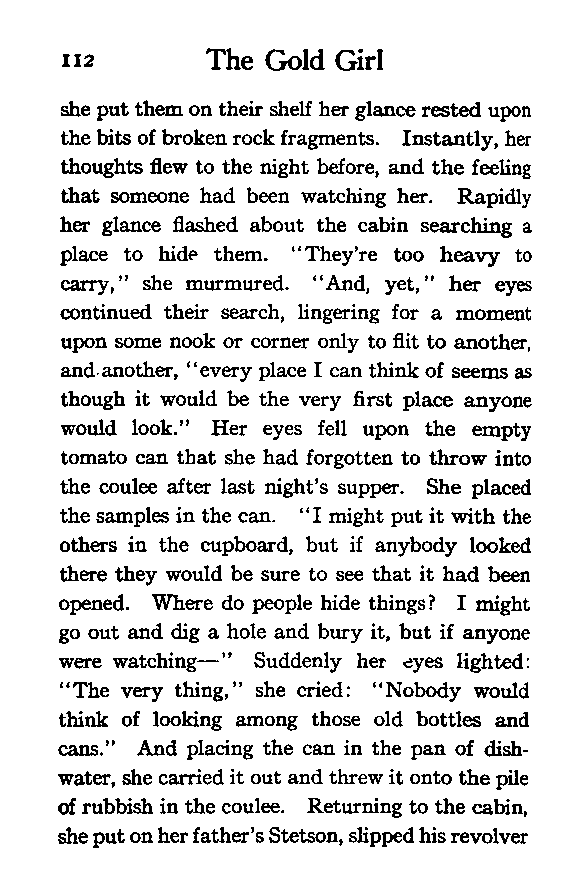 112 The Gold Girl
she put them on their shelf her glance rested upon
the bits of broken rock fragments. Instantly, her
thoughts flew to the night before, and the feeling
that someone had been watching her. Rapidly
her glance flashed about the cabin searching a
place to hide them. "They're too heavy to
carry," she murmured. "And, yet," her eyes
continued their search, lingering for a moment
upon some nook or corner only to flit to another,
and another, "every place I can think of seems as
though it would be the very first place anyone
would look." Her eyes fell upon the empty
tomato can that she had forgotten to throw into
the coulee after last night's supper. She placed
the samples in the can. "I might put it with the
others in the cupboard, but if anybody looked
there they would be sure to see that it had been
opened. Where do people hide things? I might
go out and dig a hole and bury it, but if anyone
were watching—" Suddenly her eyes lighted:
"The very thing," she cried: "Nobody would
think of looking among those old bottles and
cans." And placing the can in the pan of dish-
water, she carried it out and threw it onto the pile
of rubbish in the coulee. Returning to the cabin,
she put on her father's Stetson, slipped his revolver